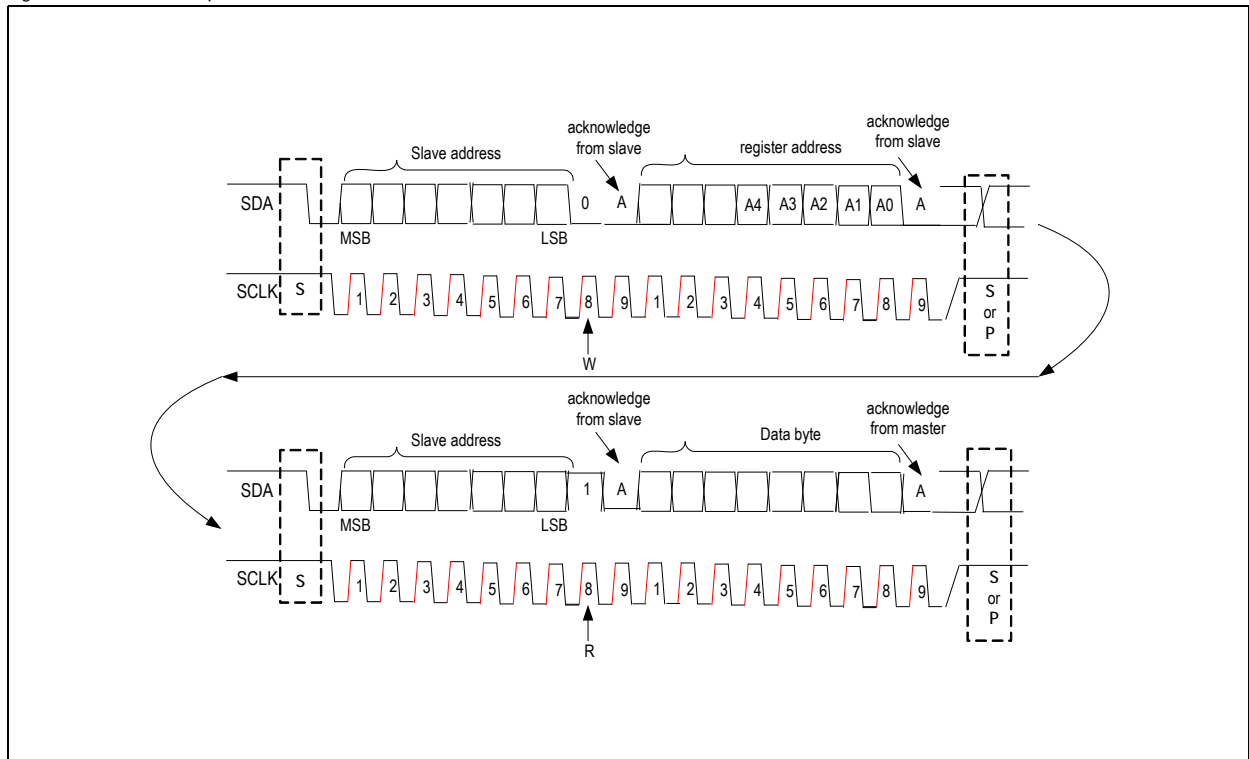 acknowledge
from slave
acknowledge
from slave
Slave address
register address
SDA
0
A
A4
A3
A2
A1
A0
A
MSB
LSB
SCLK
S
1
2
3
4
5
6
7
8
9
1
2
3
4
5
6
7
8
9
S
or
P
W
acknowledge
from slave
acknowledge
from master
Slave address
Data byte
SDA
1
A
A
MSB
LSB
SCLK
S
1
2
3
4
5
6
7
8
9
1
2
3
4
5
6
7
8
9
S
or
P
R